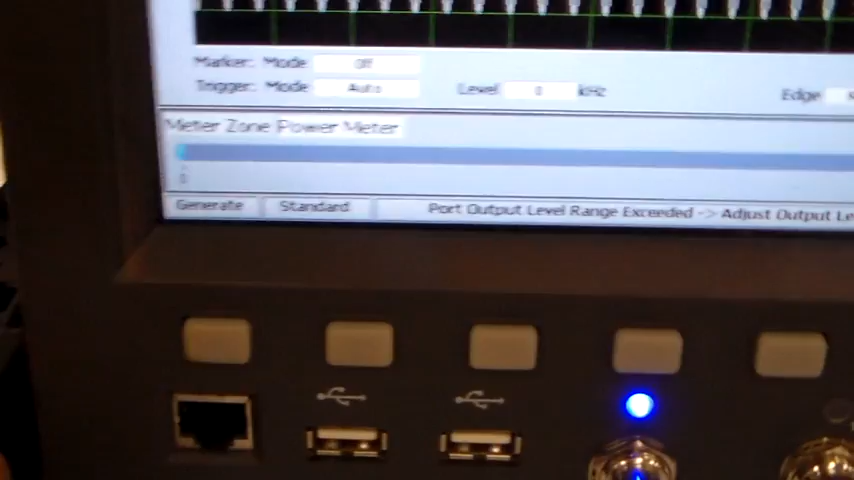 Marker: Mode Off
Trigger: Mode Auto Level 0 kHz Edge
Meter Zone Power Meter
0
Generate Standard Port Output Level Range Exceeded -> Adjust Output Le